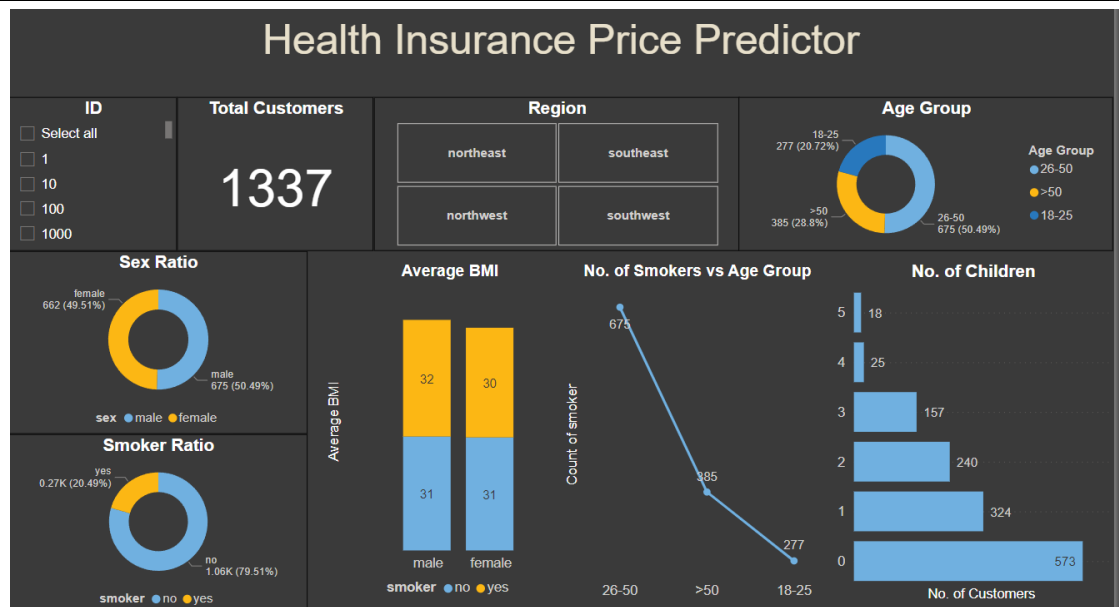 Health Insurance Price Predictor
ID
Select all
1
10
100
1000
Total Customers
1337
Region
northeast
southeast
northwest
southwest
Age Group
18-25
277 (20.72%)
>50
385 (28.8%)
26-50
675 (50.49%)
Age Group
26-50
>50
18-25
Sex Ratio
female
662 (49.51%)
male
675 (50.49%)
sex male female
Smoker Ratio
yes
0.27K (20.49%)
no
1.06K (79.51%)
smoker no yes
Average BMI
Average BMI
32
30
31
31
male
female
smoker no yes
No. of Smokers vs Age Group
Count of smoker
675
385
277
26-50
>50
18-25
No. of Children
5
18
4
25
3
157
2
240
1
324
0
573
No. of Customers